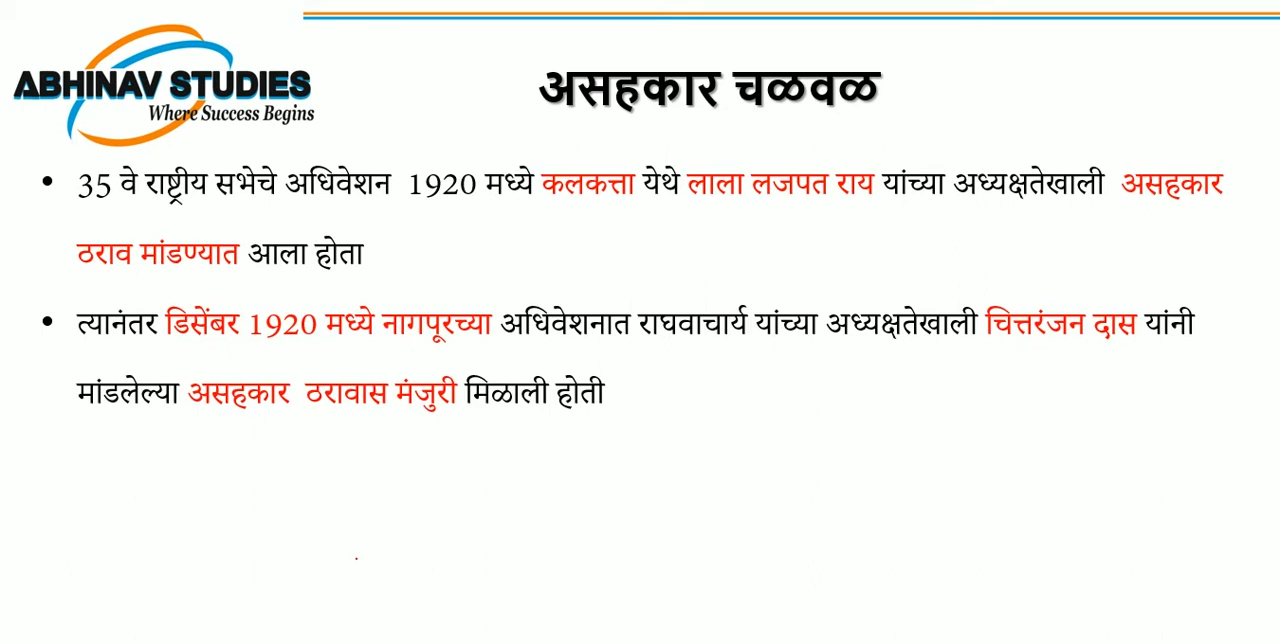 ABHINAV STUDIES
Where Success Begins
असहकार चळवळ
• 35 वे राष्ट्रीय सभेचे अधिवेशन 1920 मध्ये कलकत्ता येथे लाला लजपत राय यांच्या अध्यक्षतेखाली असहकार
ठराव मांडण्यात आला होता
• त्यानंतर डिसेंबर 1920 मध्ये नागपूरच्या अधिवेशनात राघवाचार्य यांच्या अध्यक्षतेखाली चित्तरंजन दास यांनी
मांडलेल्या असहकार ठरावास मंजुरी मिळाली होती